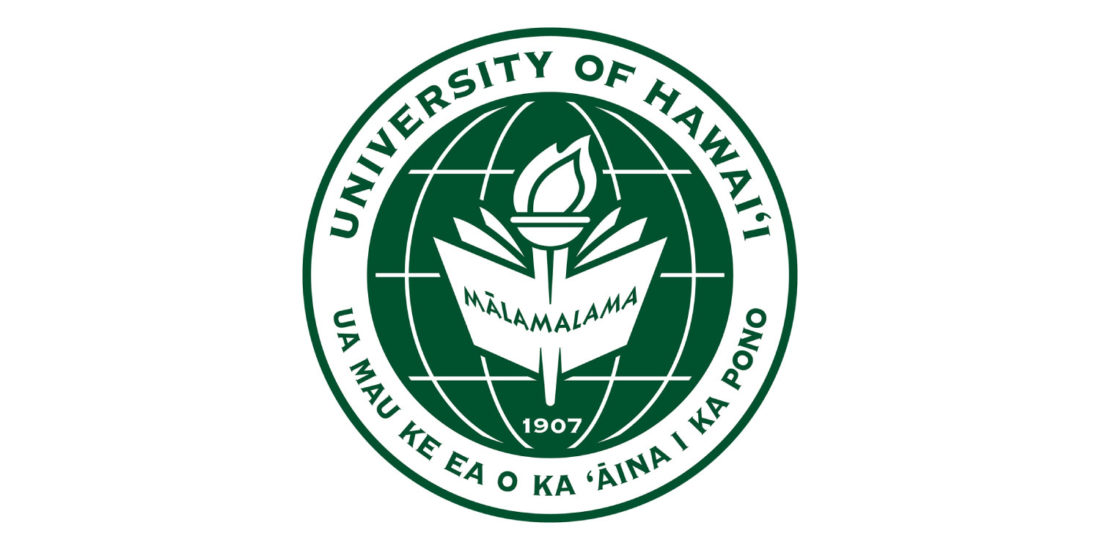 UNIVERSITY OF HAWAIʻI
MĀLAMALAMA
1907
UA MAU KE EA O KA ʻĀINA I KA PONO